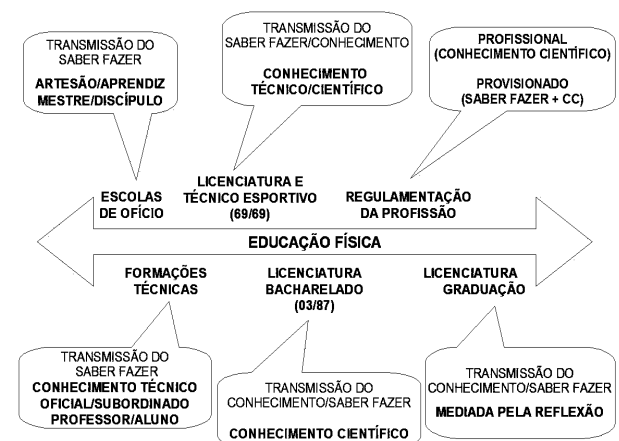 TRANSMISSÃO DO
SABER FAZER
ARTESÃO/APRENDIZ
MESTRE/DISCÍPULO
TRANSMISSÃO DO
SABER FAZER/CONHECIMENTO
CONHECIMENTO
TÉCNICO/CIENTÍFICO
PROFISSIONAL
(CONHECIMENTO CIENTÍFICO)
PROVISIONADO
(SABER FAZER + CC)
ESCOLAS
DE OFÍCIO
LICENCIATURA E
TÉCNICO ESPORTIVO
(69/69)
REGULAMENTAÇÃO
DA PROFISSÃO
EDUCAÇÃO FÍSICA
FORMAÇÕES
TÉCNICAS
LICENCIATURA
BACHARELADO
(03/87)
LICENCIATURA
GRADUAÇÃO
TRANSMISSÃO DO
SABER FAZER
CONHECIMENTO TÉCNICO
OFICIAL/SUBORDINADO
PROFESSOR/ALUNO
TRANSMISSÃO DO
CONHECIMENTO/SABER FAZER
CONHECIMENTO CIENTÍFICO
TRANSMISSÃO DO
CONHECIMENTO/SABER FAZER
MEDIADA PELA REFLEXÃO